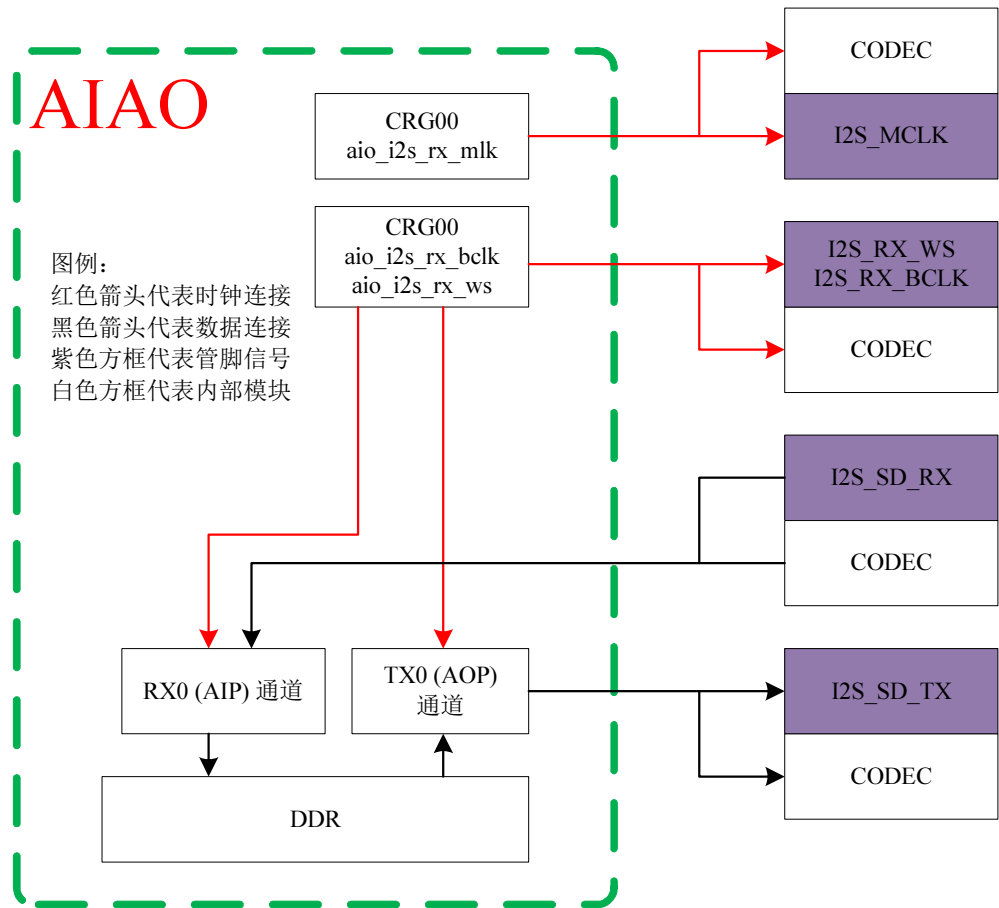 AIAO
CRG00
aio_i2s_rx_mlk
CODEC
I2S_MCLK
CRG00
aio_i2s_rx_bclk
aio_i2s_rx_ws
I2S_RX_WS
I2S_RX_BCLK
CODEC
图例：
红色箭头代表时钟连接
黑色箭头代表数据连接
紫色方框代表管脚信号
白色方框代表内部模块
I2S_SD_RX
CODEC
RX0 (AIP) 通道
TX0 (AOP)
通道
I2S_SD_TX
CODEC
DDR